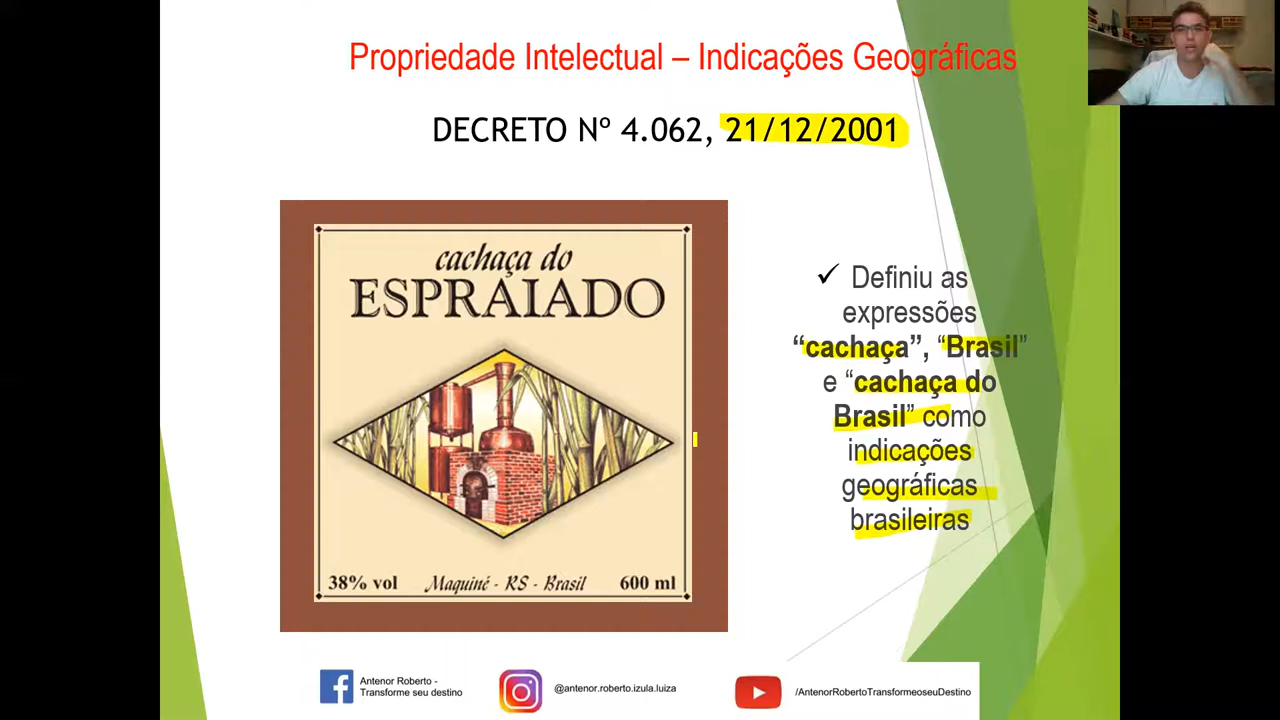 Propriedade Intelectual – Indicações Geográficas
DECRETO Nº 4.062, 21/12/2001
cachaça do
ESPRAIADO
38% vol
Maquiné - RS - Brasil
600 ml
✓ Definiu as
expressões
“cachaça”, “Brasil”
e “cachaça do
Brasil” como
indicações
geográficas
brasileiras
Antenor Roberto -
Transforme seu destino
@antenor.roberto.izula.luiza
/AntenorRobertoTransformeoseuDestino